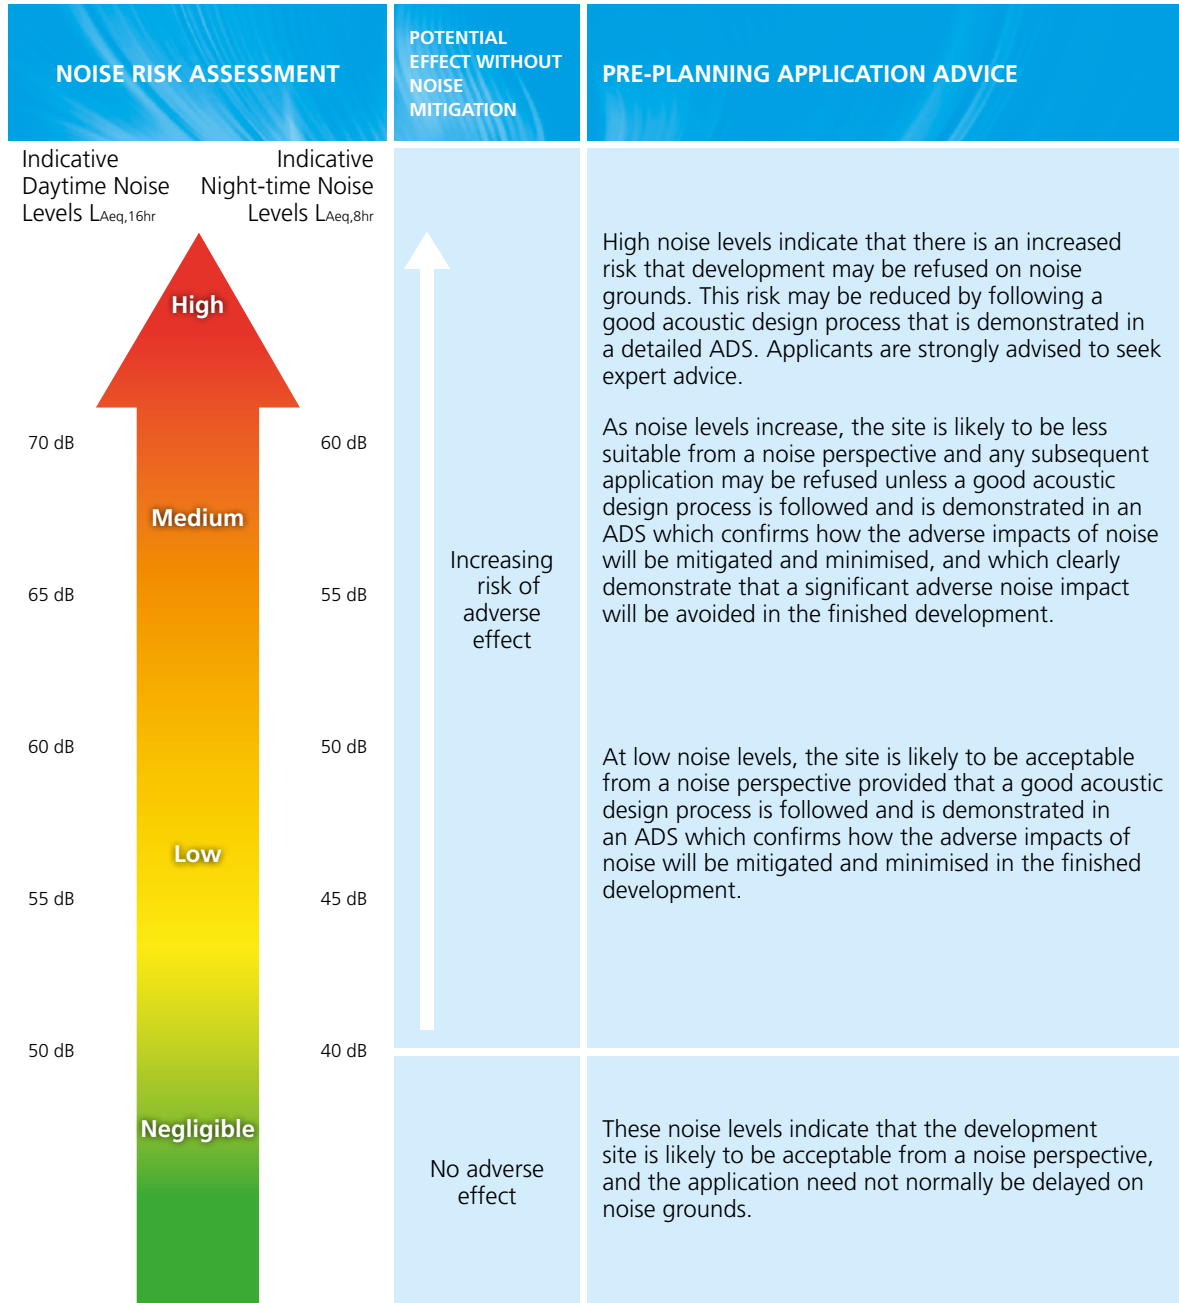 NOISE RISK ASSESSMENT
POTENTIAL
EFFECT WITHOUT
NOISE
MITIGATION
PRE-PLANNING APPLICATION ADVICE
Indicative
Daytime Noise
Levels LAeq,16hr
Indicative
Night-time Noise
Levels LAeq,8hr
High
70 dB
60 dB
Medium
65 dB
55 dB
60 dB
50 dB
Low
55 dB
45 dB
50 dB
40 dB
Negligible
Increasing
risk of
adverse
effect
No adverse
effect
High noise levels indicate that there is an increased
risk that development may be refused on noise
grounds. This risk may be reduced by following a
good acoustic design process that is demonstrated in
a detailed ADS. Applicants are strongly advised to seek
expert advice.
As noise levels increase, the site is likely to be less
suitable from a noise perspective and any subsequent
application may be refused unless a good acoustic
design process is followed and is demonstrated in an
ADS which confirms how the adverse impacts of noise
will be mitigated and minimised, and which clearly
demonstrate that a significant adverse noise impact
will be avoided in the finished development.
At low noise levels, the site is likely to be acceptable
from a noise perspective provided that a good acoustic
design process is followed and is demonstrated in
an ADS which confirms how the adverse impacts of
noise will be mitigated and minimised in the finished
development.
These noise levels indicate that the development
site is likely to be acceptable from a noise perspective,
and the application need not normally be delayed on
noise grounds.